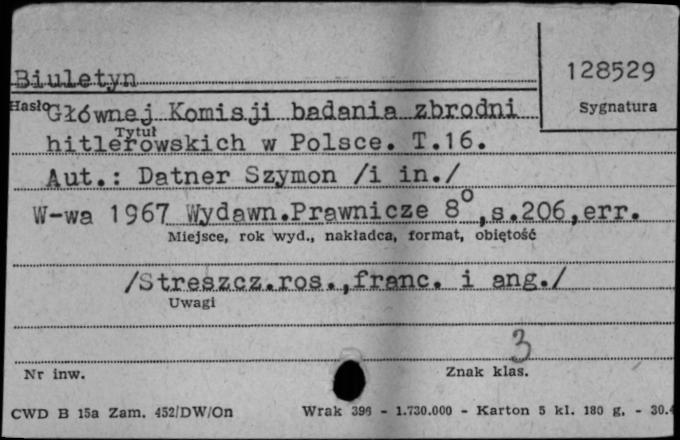 Biuletyn
128529
Sygnatura
Hasło
Głównej Komisji badania zbrodni
Tytuł
hitlerowskich w Polsce. T.16.
Aut.: Datner Szymon /i in./
W-wa 1967 Wydawn.Prawnicze 8°,s.206,err.
Miejsce, rok wyd., nakładca, format, objętość
/Streszcz.ros.,franc. i ang./
Uwagi
3
Nr inw.
Znak klas.
CWD B 15a Zam. 452/DW/On Wrak 396 - 1.730.000 - Karton 5 kl. 180 g. - 30.4